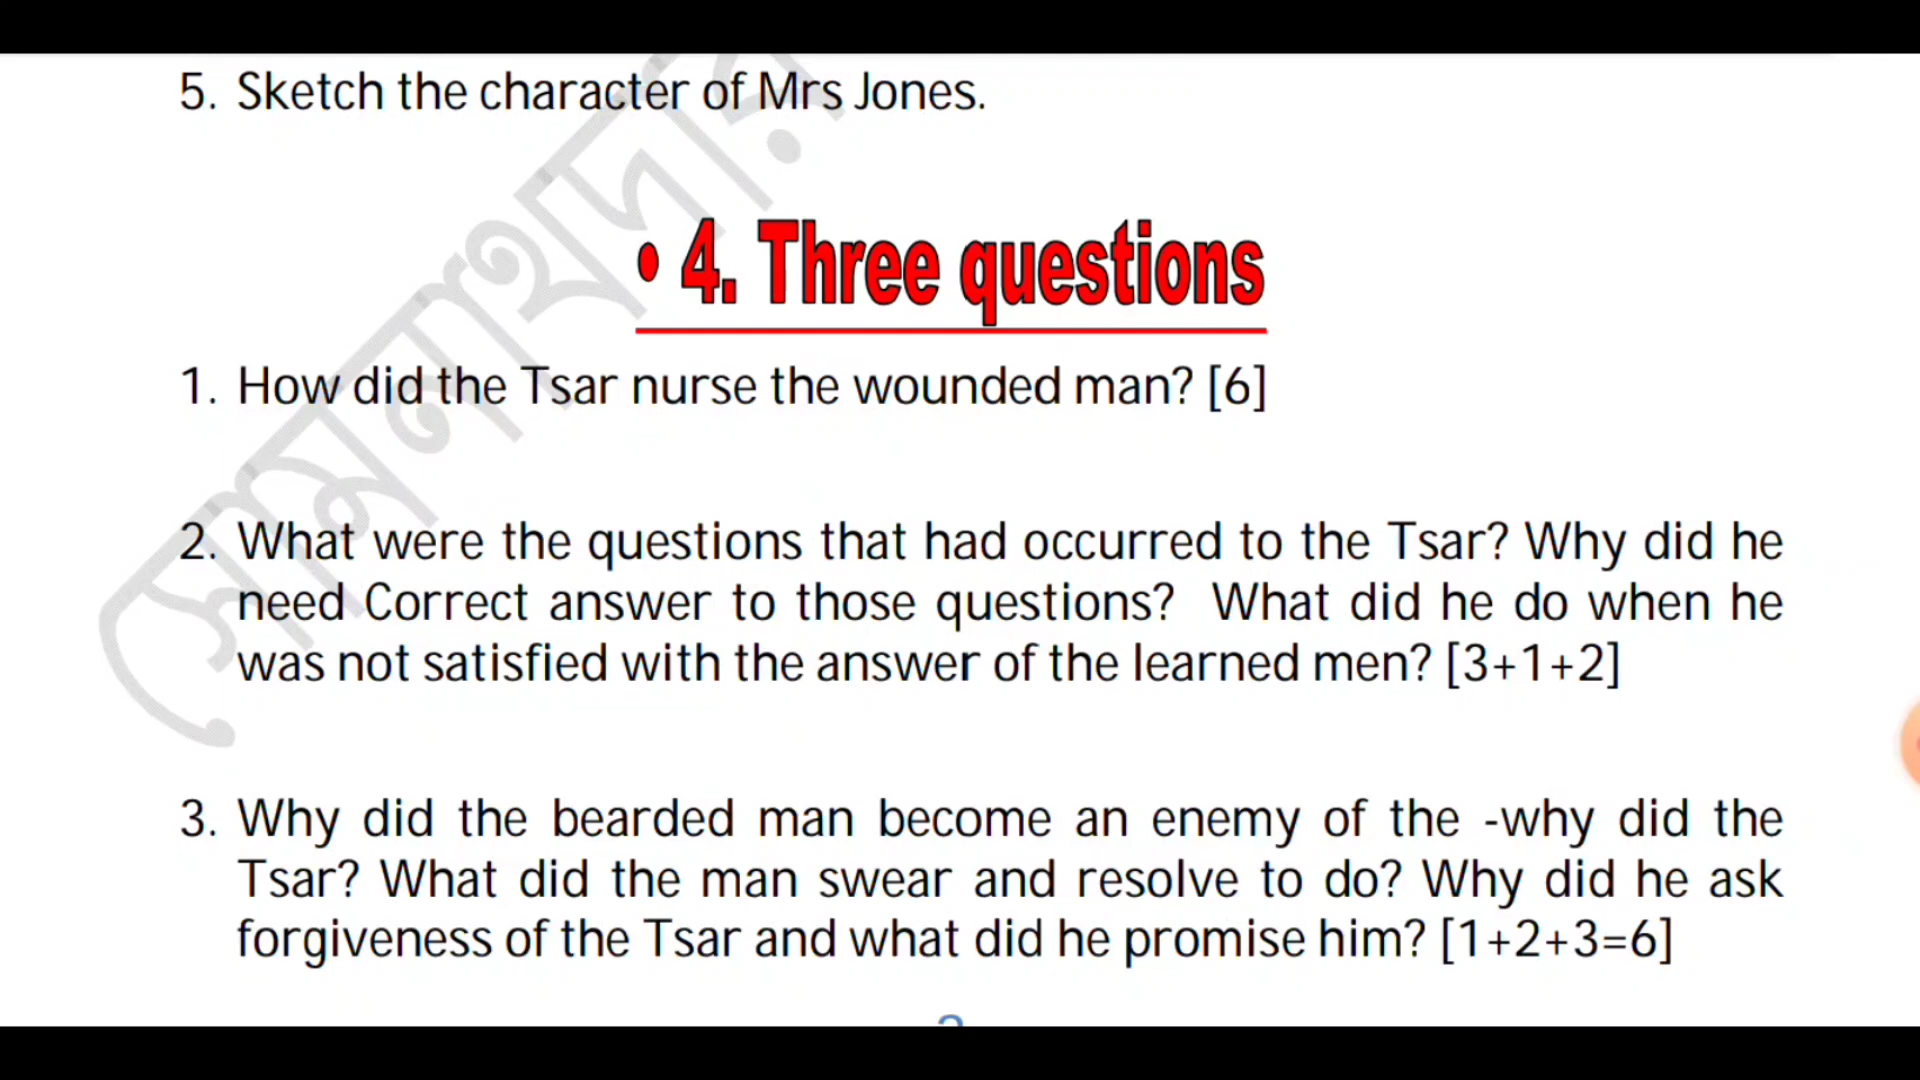 5. Sketch the character of Mrs Jones.
• 4. Three questions
1. How did the Tsar nurse the wounded man? [6]
2. What were the questions that had occurred to the Tsar? Why did he
need Correct answer to those questions? What did he do when he
was not satisfied with the answer of the learned men? [3+1+2]
3. Why did the bearded man become an enemy of the -why did the
Tsar? What did the man swear and resolve to do? Why did he ask
forgiveness of the Tsar and what did he promise him? [1+2+3=6]